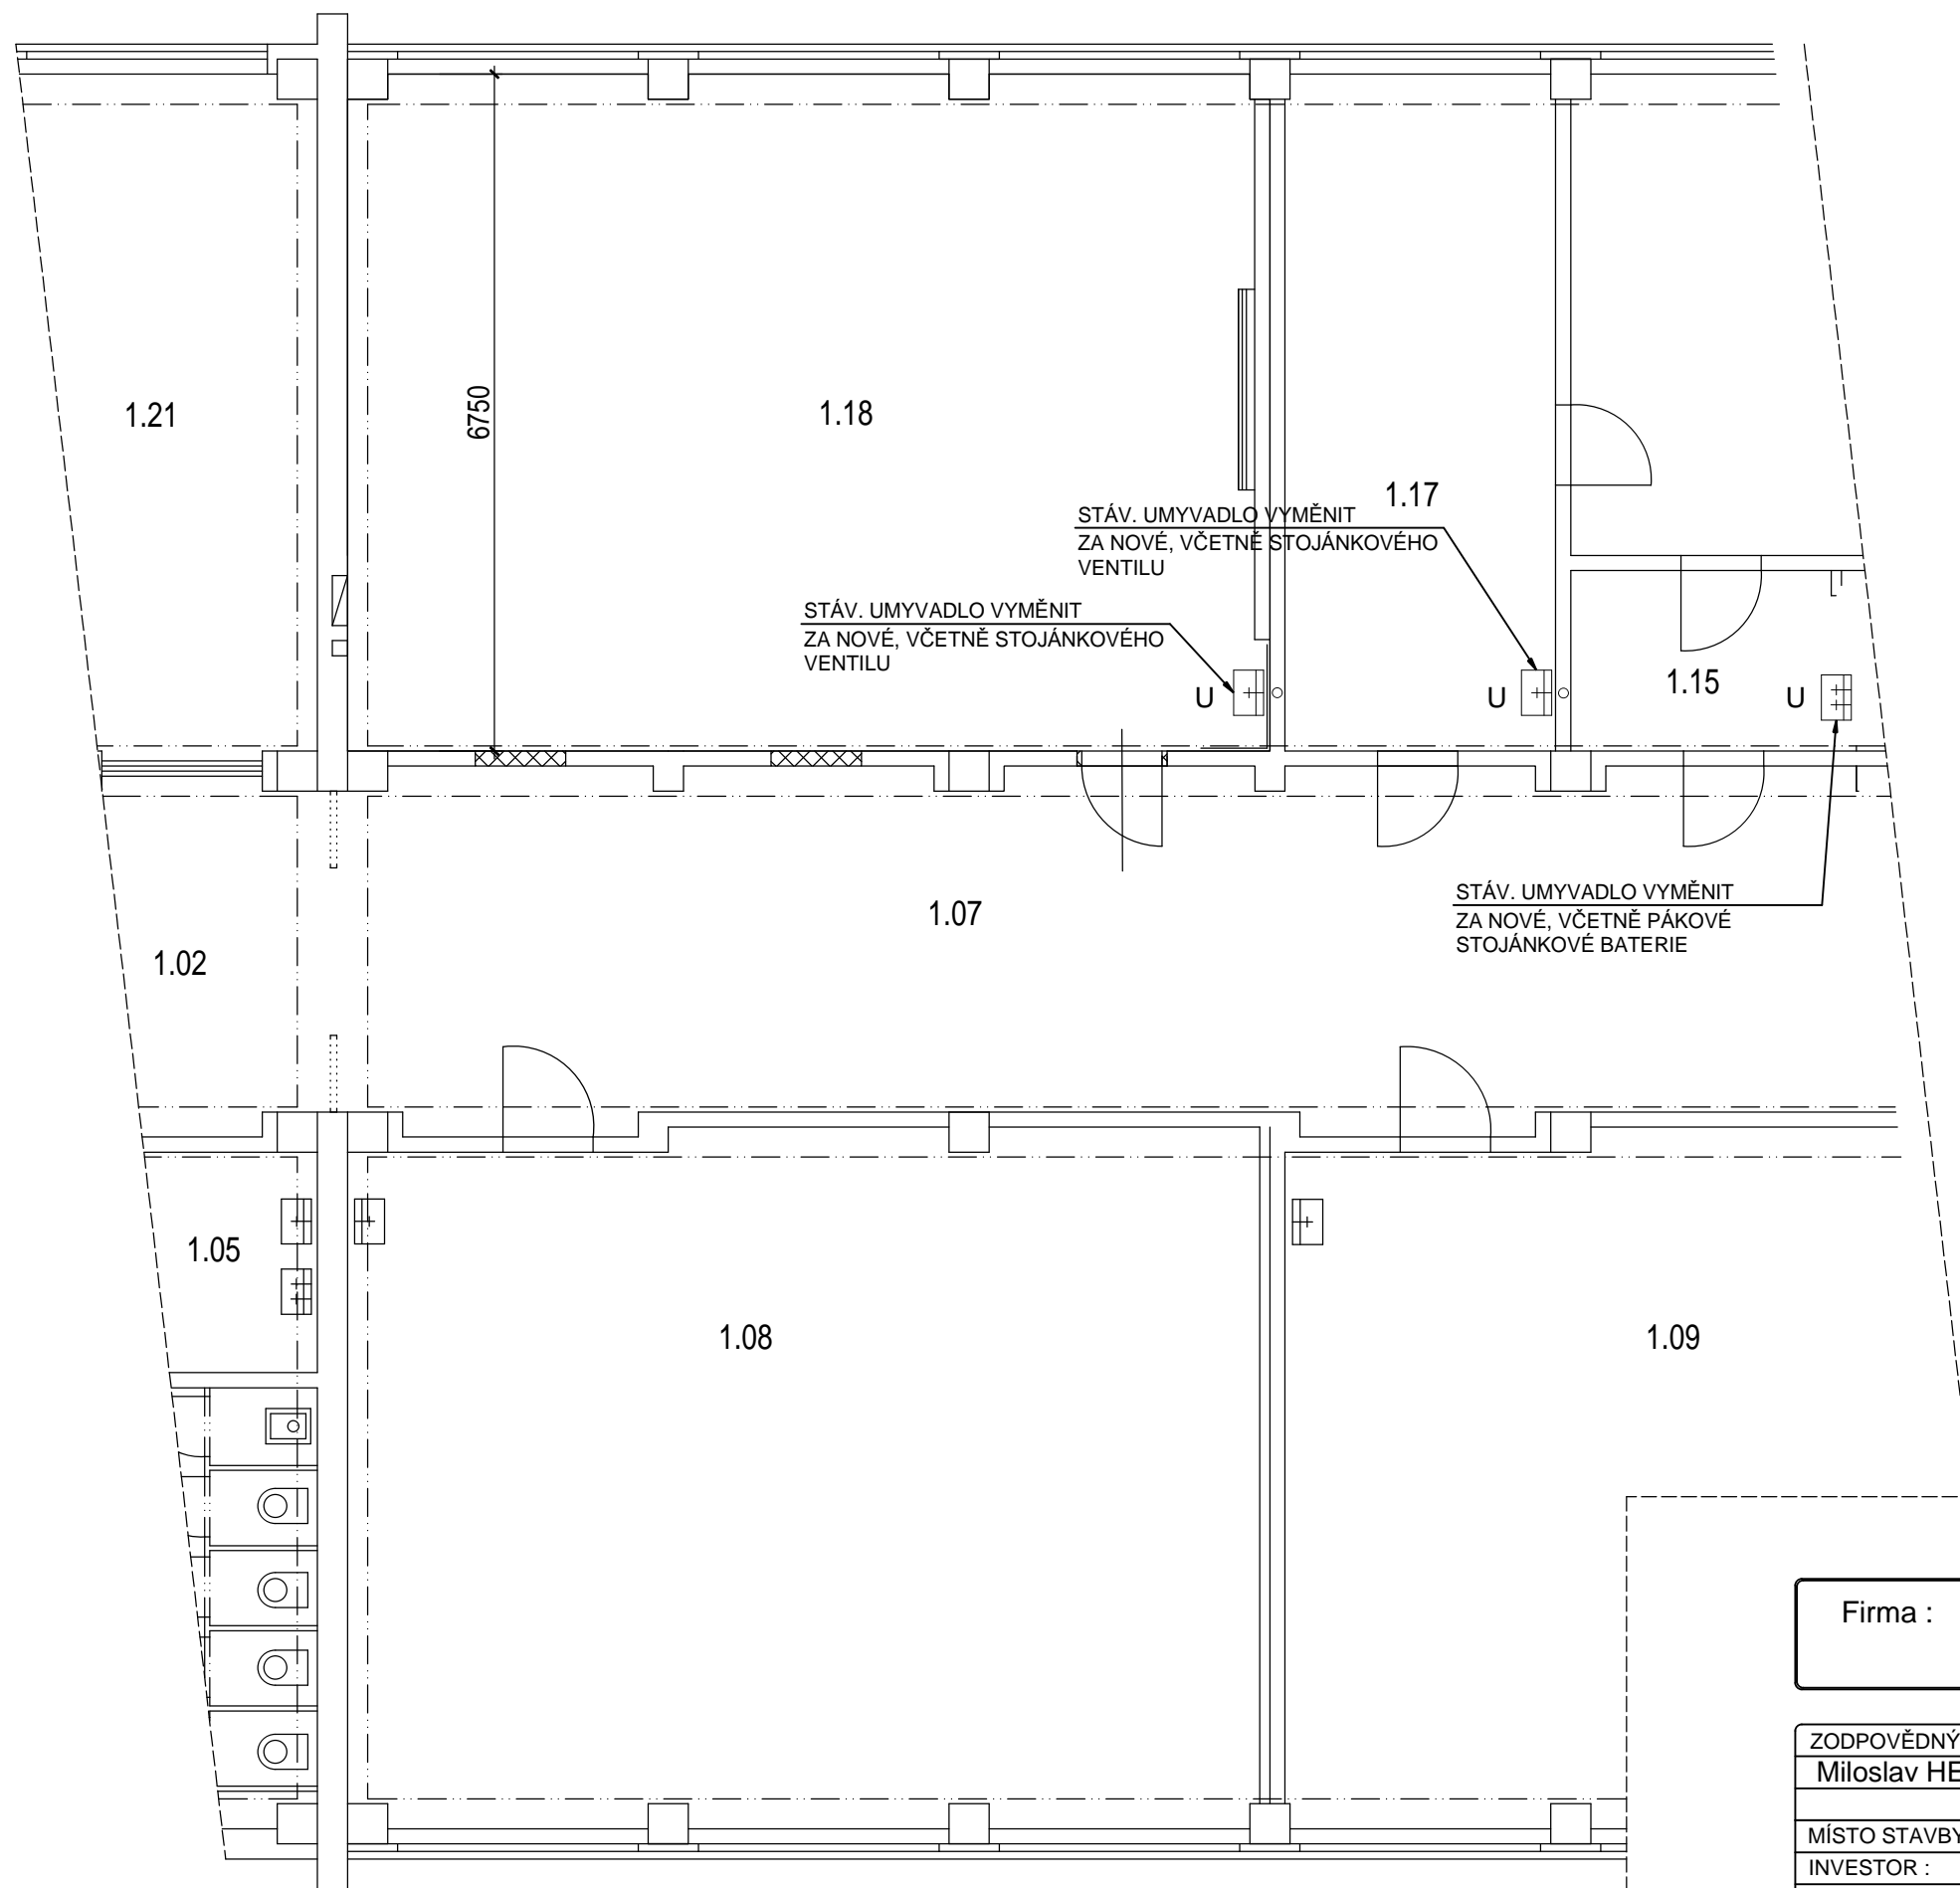 1.21
6750
1.18
1.17
STÁV. UMYVADLO VYMĚNIT
ZA NOVÉ, VČETNĚ STOJÁNKOVÉHO
VENTILU
STÁV. UMYVADLO VYMĚNIT
ZA NOVÉ, VČETNĚ STOJÁNKOVÉHO
VENTILU
U
U
1.15
U
1.07
STÁV. UMYVADLO VYMĚNIT
ZA NOVÉ, VČETNĚ PÁKOVÉ
STOJÁNKOVÉ BATERIE
1.02
1.05
1.08
1.09
Firma :
ZODPOVĚDNÝ
Miloslav HE
MÍSTO STAVBY
INVESTOR :